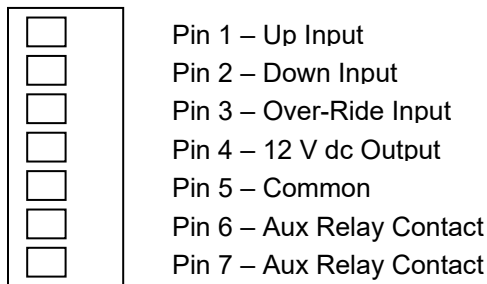 Pin 1 – Up Input
Pin 2 – Down Input
Pin 3 – Over-Ride Input
Pin 4 – 12 V dc Output
Pin 5 – Common
Pin 6 – Aux Relay Contact
Pin 7 – Aux Relay Contact